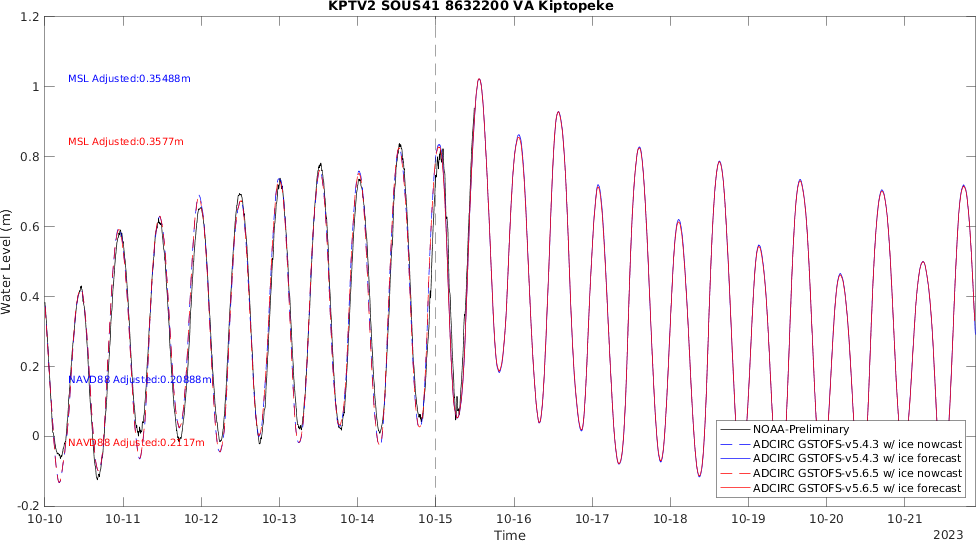 KPTV2 SOUS41 8632200 VA Kiptopeke
1.2
1
0.8
0.6
0.4
0.2
0
-0.2
Water Level (m)
MSL Adjusted:0.35488m
MSL Adjusted:0.3577m
NAVD88 Adjusted:0.20888m
NAVD88 Adjusted:0.2117m
NOAA-Preliminary
ADCIRC GSTOFS-v5.4.3 w/ ice nowcast
ADCIRC GSTOFS-v5.4.3 w/ ice forecast
ADCIRC GSTOFS-v5.6.5 w/ ice nowcast
ADCIRC GSTOFS-v5.6.5 w/ ice forecast
10-10 10-11 10-12 10-13 10-14 10-15 10-16 10-17 10-18 10-19 10-20 10-21
Time
2023